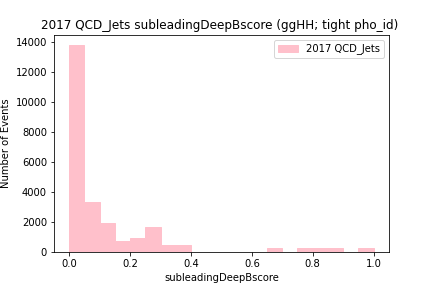 2017 QCD_Jets subleadingDeepBscore (ggHH; tight pho_id)
2017 QCD_Jets
Number of Events
14000
12000
10000
8000
6000
4000
2000
0
0.0 0.2 0.4 0.6 0.8 1.0
subleadingDeepBscore